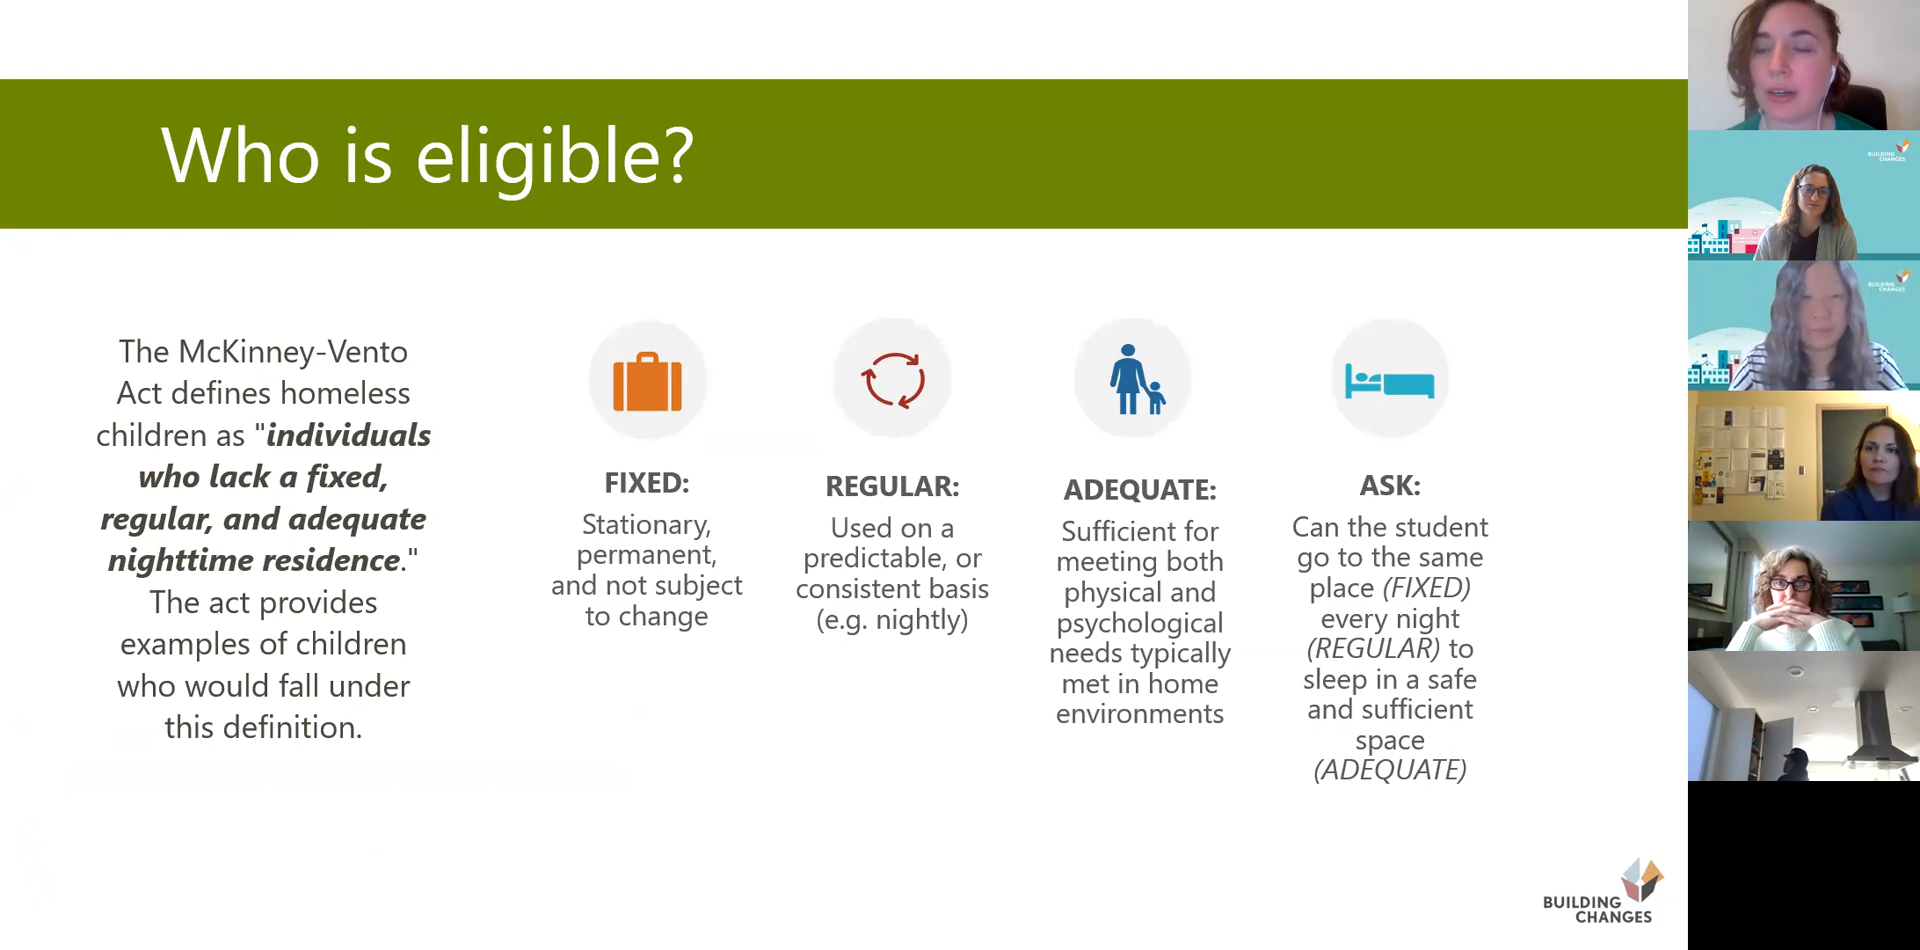 Who is eligible?
The McKinney-Vento
Act defines homeless
children as "individuals
who lack a fixed,
regular, and adequate
nighttime residence."
The act provides
examples of children
who would fall under
this definition.
FIXED:
Stationary,
permanent,
and not subject
to change
REGULAR:
Used on a
predictable, or
consistent basis
(e.g. nightly)
ADEQUATE:
Sufficient for
meeting both
physical and
psychological
needs typically
met in home
environments
ASK:
Can the student
go to the same
place (FIXED)
every night
(REGULAR) to
sleep in a safe
and sufficient
space
(ADEQUATE)
BUILDING
CHANGES
BUILDING
CHANGES
BUILDING
CHANGES